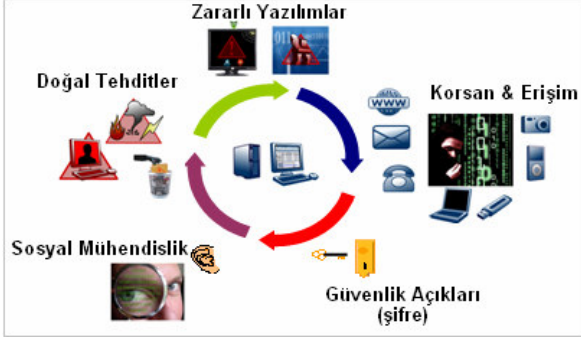 Zararlı Yazılımlar
Doğal Tehditler
Korsan & Erişim
WWW
Sosyal Mühendislik
Güvenlik Açıkları
(şifre)